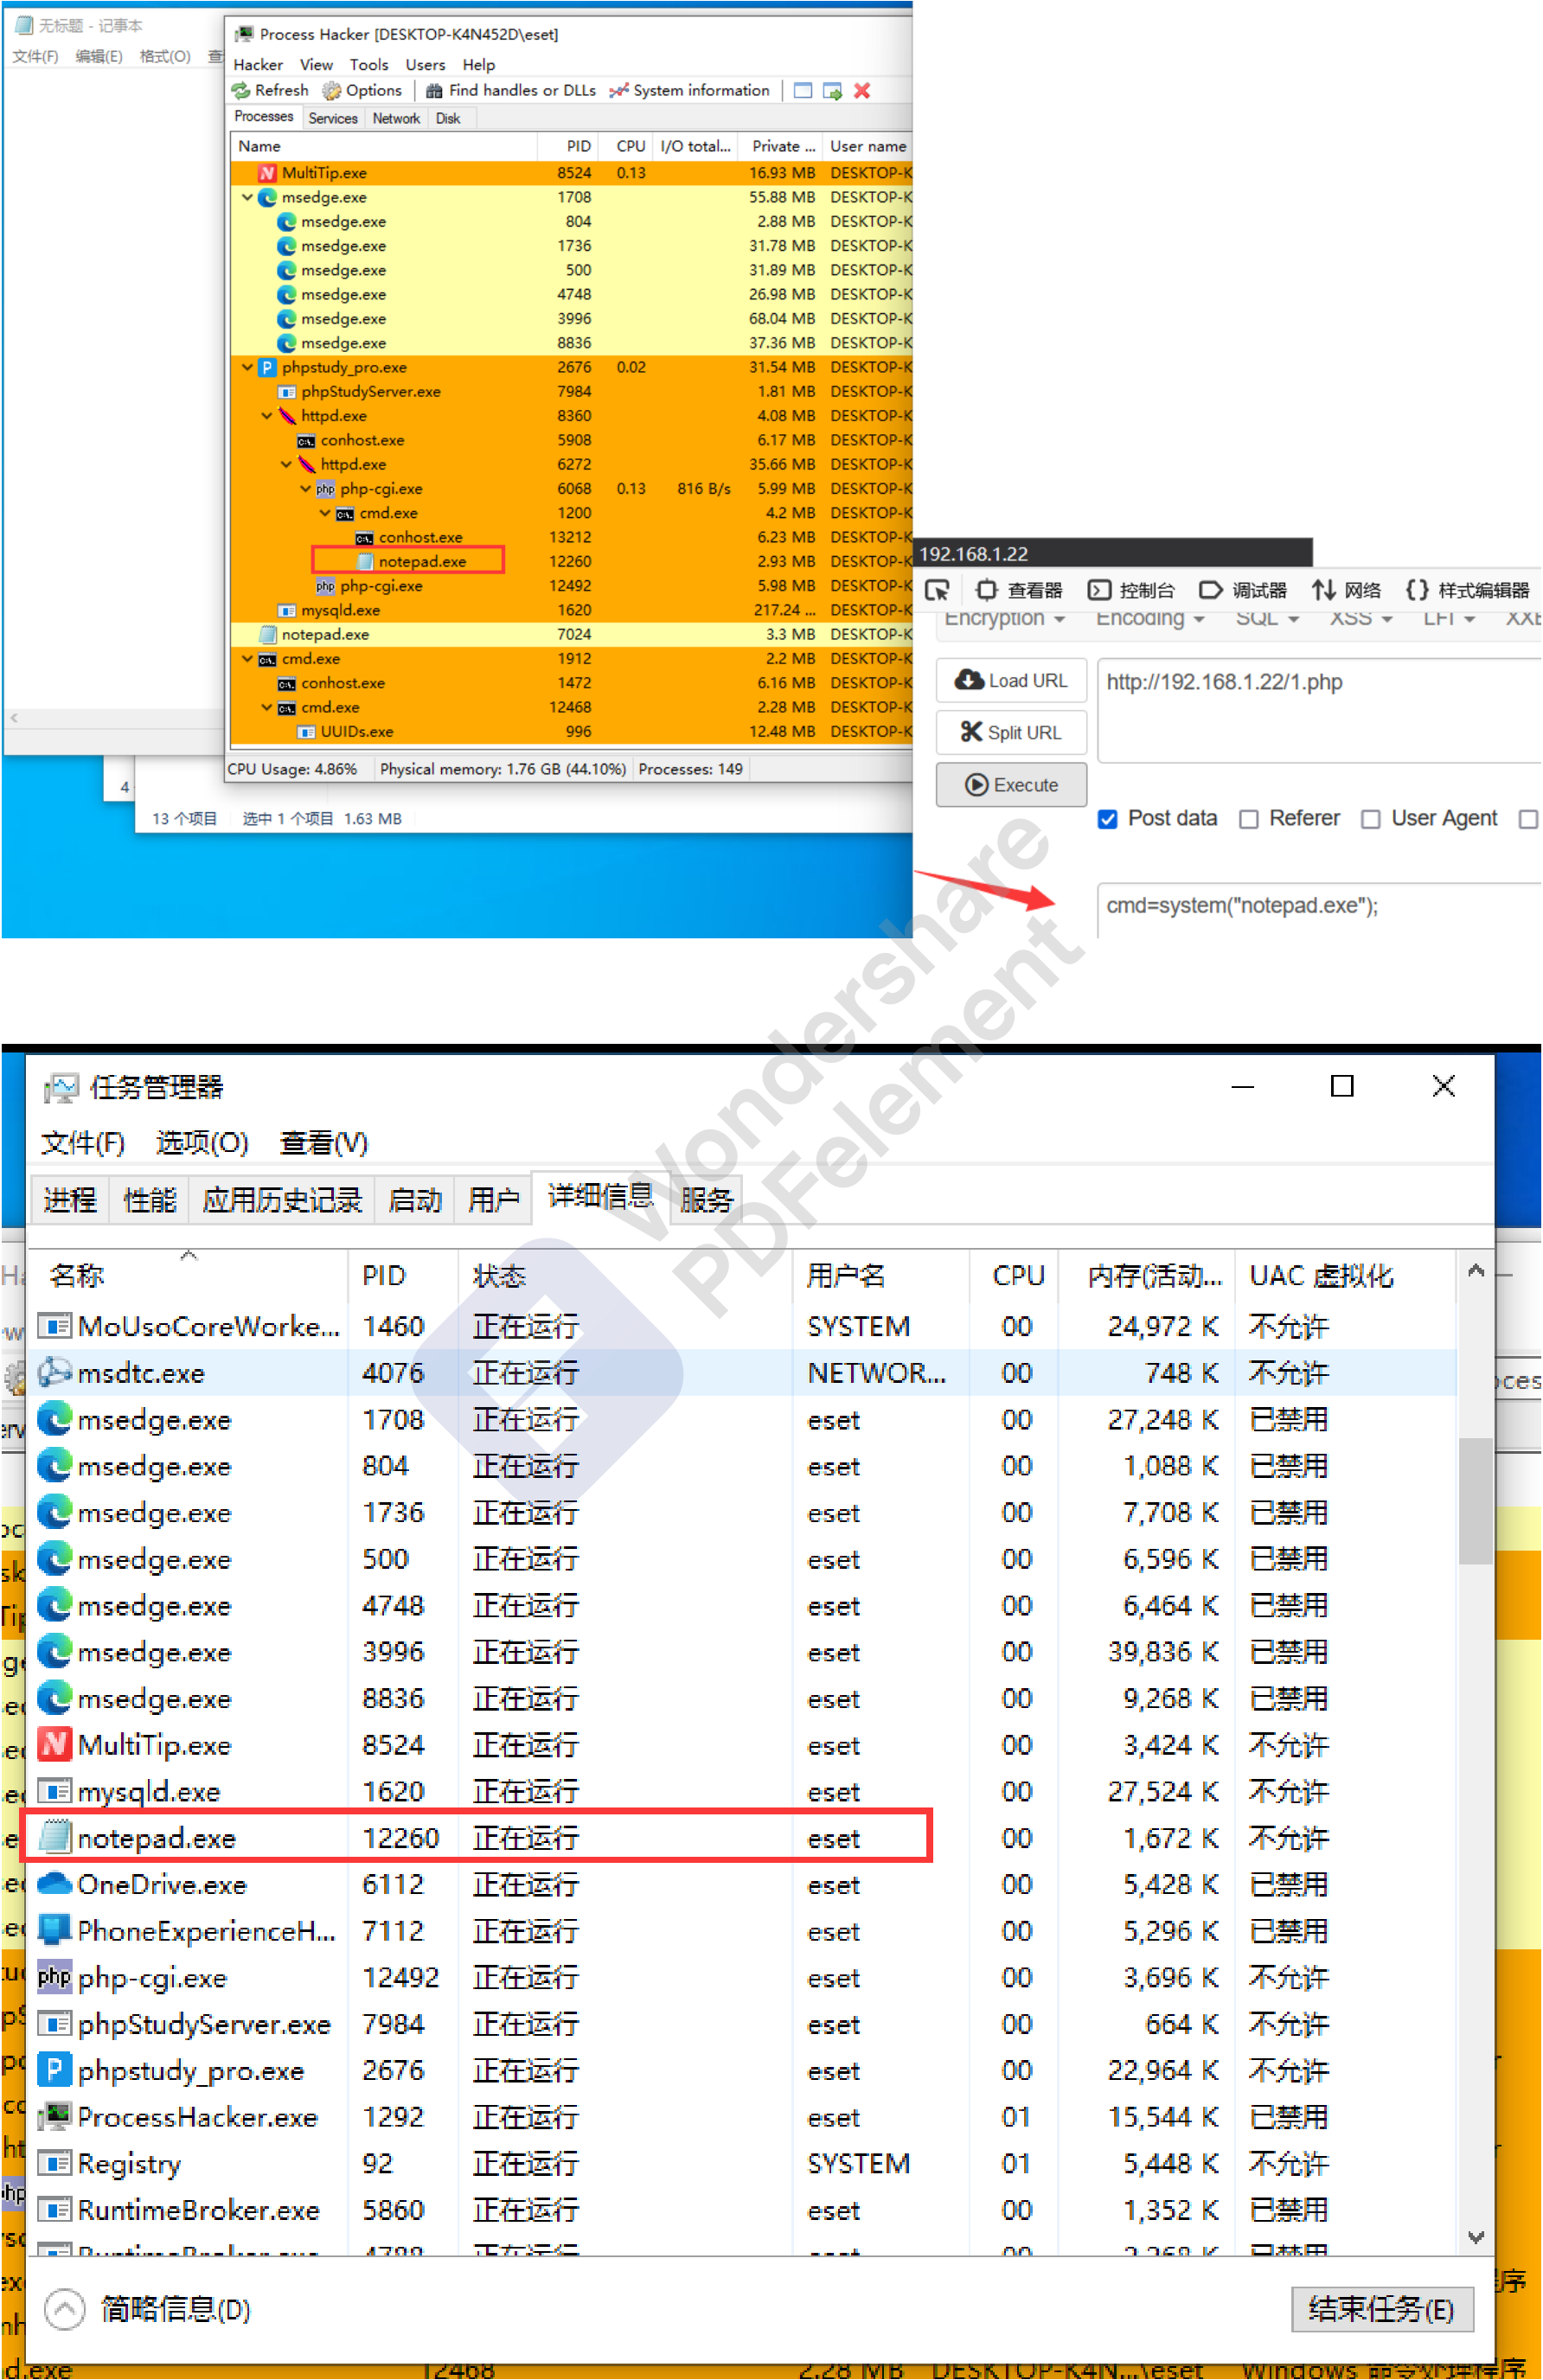 无标题 - 记事本
文件(F) 编辑(E) 格式(O) 查
Process Hacker [DESKTOP-K4N452D\eset]
Hacker View Tools Users Help
Refresh Options Find handles or DLLs System information
Processes Services Network Disk
Name PID CPU I/O total... Private ... User name
MultiTip.exe 8524 0.13 16.93 MB DESKTOP-K
msedge.exe 1708 55.88 MB DESKTOP-K
msedge.exe 804 2.88 MB DESKTOP-K
msedge.exe 1736 31.78 MB DESKTOP-K
msedge.exe 500 31.89 MB DESKTOP-K
msedge.exe 4748 26.98 MB DESKTOP-K
msedge.exe 3996 68.04 MB DESKTOP-K
msedge.exe 8836 37.36 MB DESKTOP-K
phpstudy_pro.exe 2676 0.02 31.54 MB DESKTOP-K
phpStudyServer.exe 7984 1.81 MB DESKTOP-K
httpd.exe 8360 4.08 MB DESKTOP-K
conhost.exe 5908 6.17 MB DESKTOP-K
httpd.exe 6272 35.66 MB DESKTOP-K
php php-cgi.exe 6068 0.13 816 B/s 5.99 MB DESKTOP-K
cmd.exe 1200 4.2 MB DESKTOP-K
conhost.exe 13212 6.23 MB DESKTOP-K
notepad.exe 12260 2.93 MB DESKTOP-K
php php-cgi.exe 12492 5.98 MB DESKTOP-K
mysqld.exe 1620 217.24 ... DESKTOP-K
notepad.exe 7024 3.3 MB DESKTOP-K
cmd.exe 1912 2.2 MB DESKTOP-K
conhost.exe 1472 6.16 MB DESKTOP-K
cmd.exe 12468 2.28 MB DESKTOP-K
UUIDs.exe 996 12.48 MB DESKTOP-K
CPU Usage: 4.86% Physical memory: 1.76 GB (44.10%) Processes: 149
4
13 个项目 选中 1 个项目 1.63 MB
192.168.1.22
查看器 控制台 调试器 网络 {} 样式编辑器
Encryption Encoding SQL XSS LFI XXE
Load URL http://192.168.1.22/1.php
Split URL
Execute
Post data Referer User Agent
cmd=system("notepad.exe");
Wondershare
PDFelement
任务管理器
文件(F) 选项(O) 查看(V)
进程 性能 应用历史记录 启动 用户 详细信息 服务
名称 PID 状态 用户名 CPU 内存(活动... UAC 虚拟化
MoUsoCoreWorke... 1460 正在运行 SYSTEM 00 24,972 K 不允许
msdtc.exe 4076 正在运行 NETWOR... 00 748 K 不允许
msedge.exe 1708 正在运行 eset 00 27,248 K 已禁用
msedge.exe 804 正在运行 eset 00 1,088 K 已禁用
msedge.exe 1736 正在运行 eset 00 7,708 K 已禁用
msedge.exe 500 正在运行 eset 00 6,596 K 已禁用
msedge.exe 4748 正在运行 eset 00 6,464 K 已禁用
msedge.exe 3996 正在运行 eset 00 39,836 K 已禁用
msedge.exe 8836 正在运行 eset 00 9,268 K 已禁用
MultiTip.exe 8524 正在运行 eset 00 3,424 K 不允许
mysqld.exe 1620 正在运行 eset 00 27,524 K 不允许
notepad.exe 12260 正在运行 eset 00 1,672 K 不允许
OneDrive.exe 6112 正在运行 eset 00 5,428 K 已禁用
PhoneExperienceH... 7112 正在运行 eset 00 5,296 K 已禁用
php php-cgi.exe 12492 正在运行 eset 00 3,696 K 不允许
phpStudyServer.exe 7984 正在运行 eset 00 664 K 不允许
phpstudy_pro.exe 2676 正在运行 eset 00 22,964 K 不允许
ProcessHacker.exe 1292 正在运行 eset 01 15,544 K 已禁用
Registry 92 正在运行 SYSTEM 01 5,448 K 不允许
RuntimeBroker.exe 5860 正在运行 eset 00 1,352 K 已禁用
简略信息(D) 结束任务(E)
d.exe 12468 2.28 MB DESKTOP-K4N...\eset Windows 命令处理程序